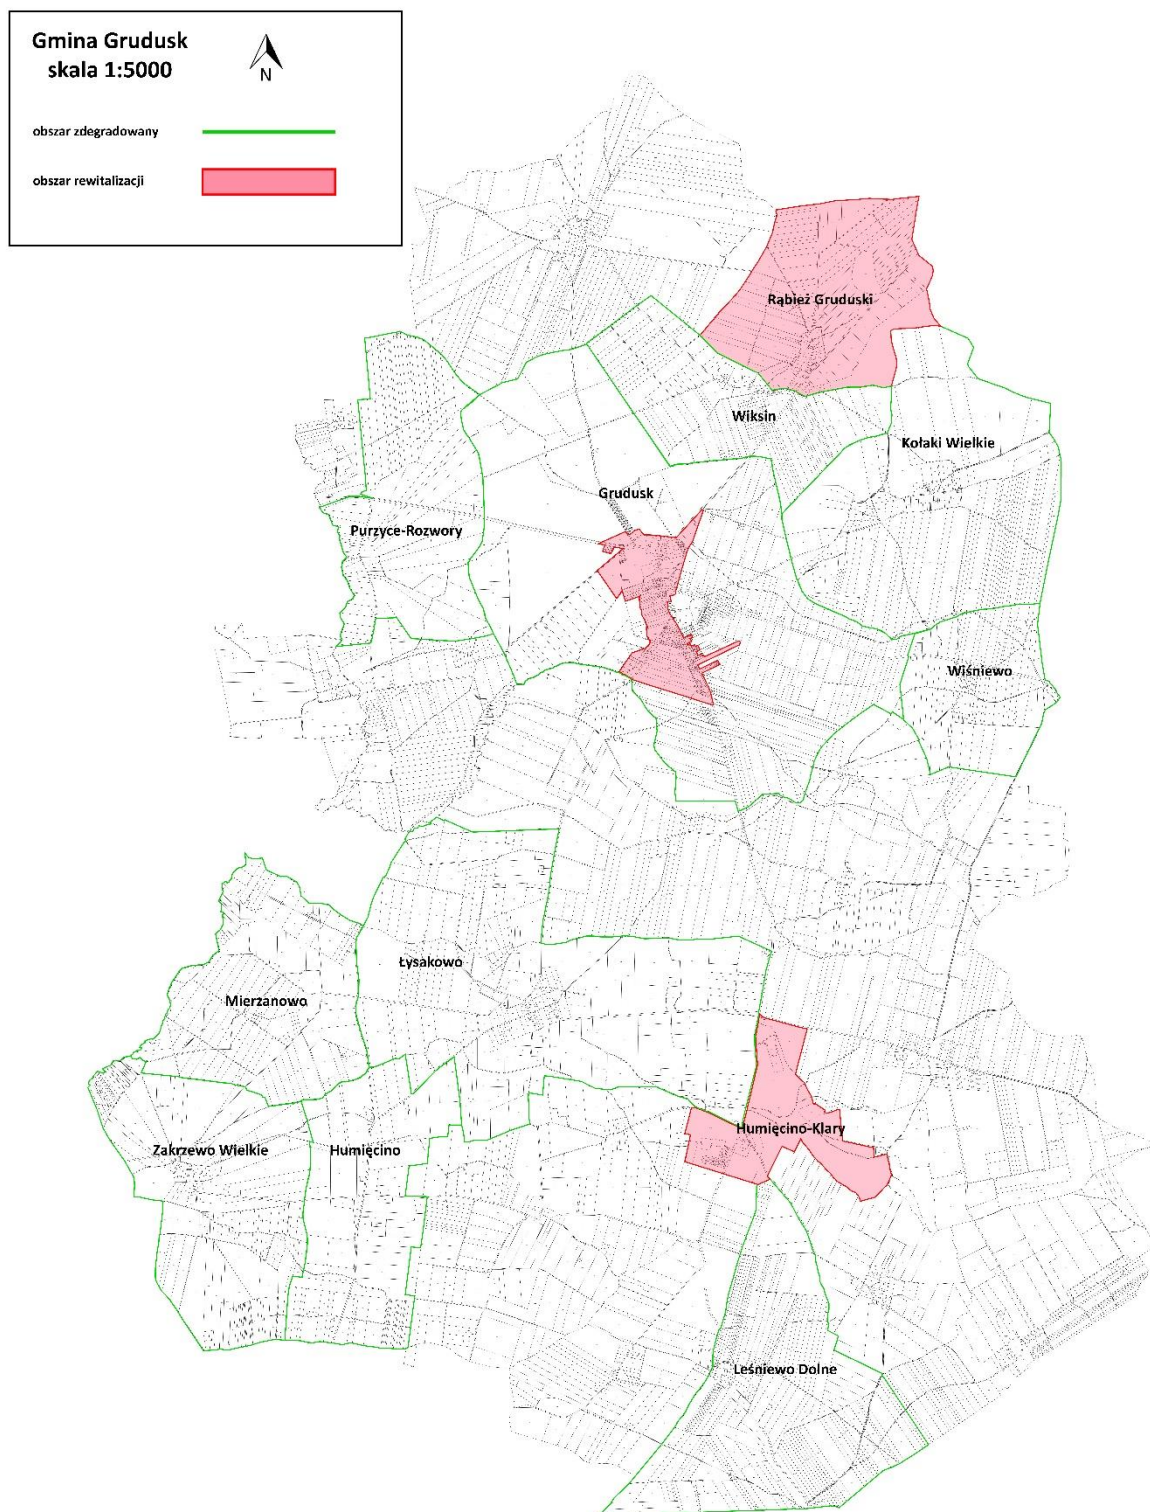 Gmina Grudusk
skala 1:5000
N
obszar zdegradowany
obszar rewitalizacji
Rąbież Gruduski
Wiksin
Kołaki Wielkie
Grudusk
Purzyce-Rozwory
Wiśniewo
Łysakowo
Mierzanowo
Humięcino-Klary
Zakrzewo Wielkie
Humięcino
Leśniewo Dolne